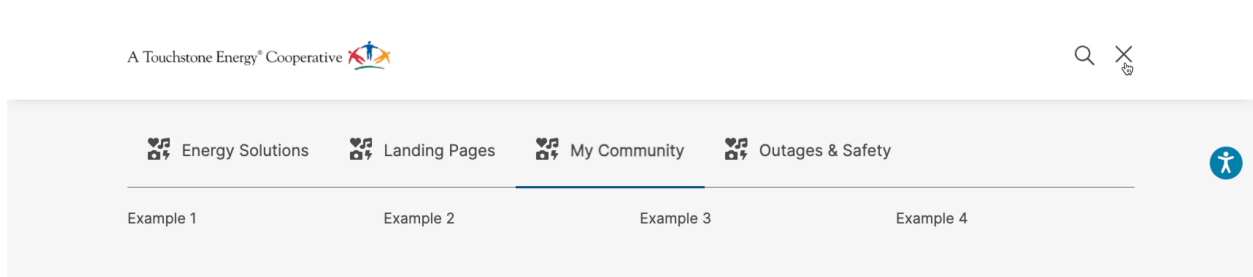 A Touchstone Energy® Cooperative
Energy Solutions Landing Pages My Community Outages & Safety
Example 1 Example 2 Example 3 Example 4